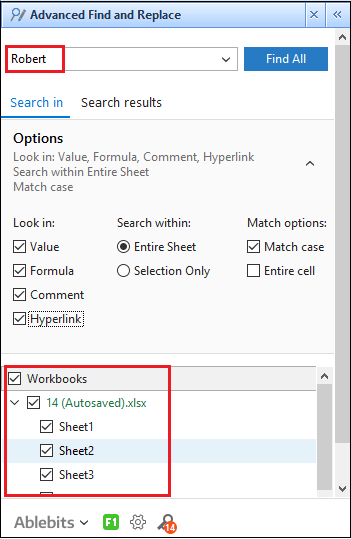 Advanced Find and Replace
Robert
Find All
Search in Search results
Options
Look in: Value, Formula, Comment, Hyperlink
Search within Entire Sheet
Match case
Look in: Search within: Match options:
Value Entire Sheet Match case
Formula Selection Only Entire cell
Comment
Hyperlink
Workbooks
14 (Autosaved).xlsx
Sheet1
Sheet2
Sheet3
Ablebits F1 14